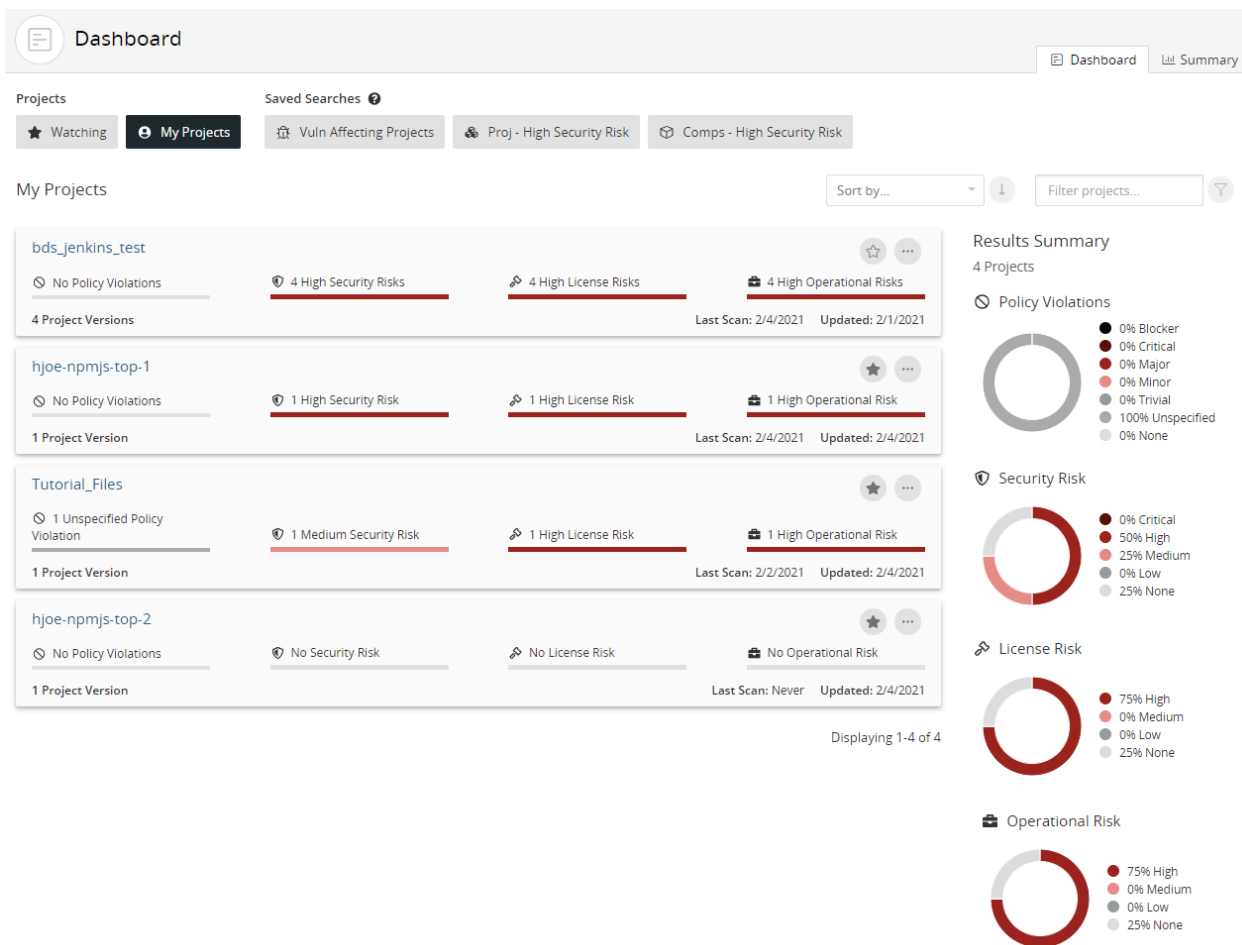 Dashboard
Dashboard
Summary
Projects
Saved Searches ?
Watching
My Projects
Vuln Affecting Projects
Proj - High Security Risk
Comps - High Security Risk
My Projects
Sort by...
Filter projects...
bds_jenkins_test
No Policy Violations
4 High Security Risks
4 High License Risks
4 High Operational Risks
4 Project Versions
Last Scan: 2/4/2021 Updated: 2/1/2021
hjoe-npmjs-top-1
No Policy Violations
1 High Security Risk
1 High License Risk
1 High Operational Risk
1 Project Version
Last Scan: 2/4/2021 Updated: 2/4/2021
Tutorial_Files
1 Unspecified Policy
Violation
1 Medium Security Risk
1 High License Risk
1 High Operational Risk
1 Project Version
Last Scan: 2/2/2021 Updated: 2/4/2021
hjoe-npmjs-top-2
No Policy Violations
No Security Risk
No License Risk
No Operational Risk
1 Project Version
Last Scan: Never Updated: 2/4/2021
Displaying 1-4 of 4
Results Summary
4 Projects
Policy Violations
0% Blocker
0% Critical
0% Major
0% Minor
0% Trivial
100% Unspecified
0% None
Security Risk
0% Critical
50% High
25% Medium
0% Low
25% None
License Risk
75% High
0% Medium
0% Low
25% None
Operational Risk
75% High
0% Medium
0% Low
25% None